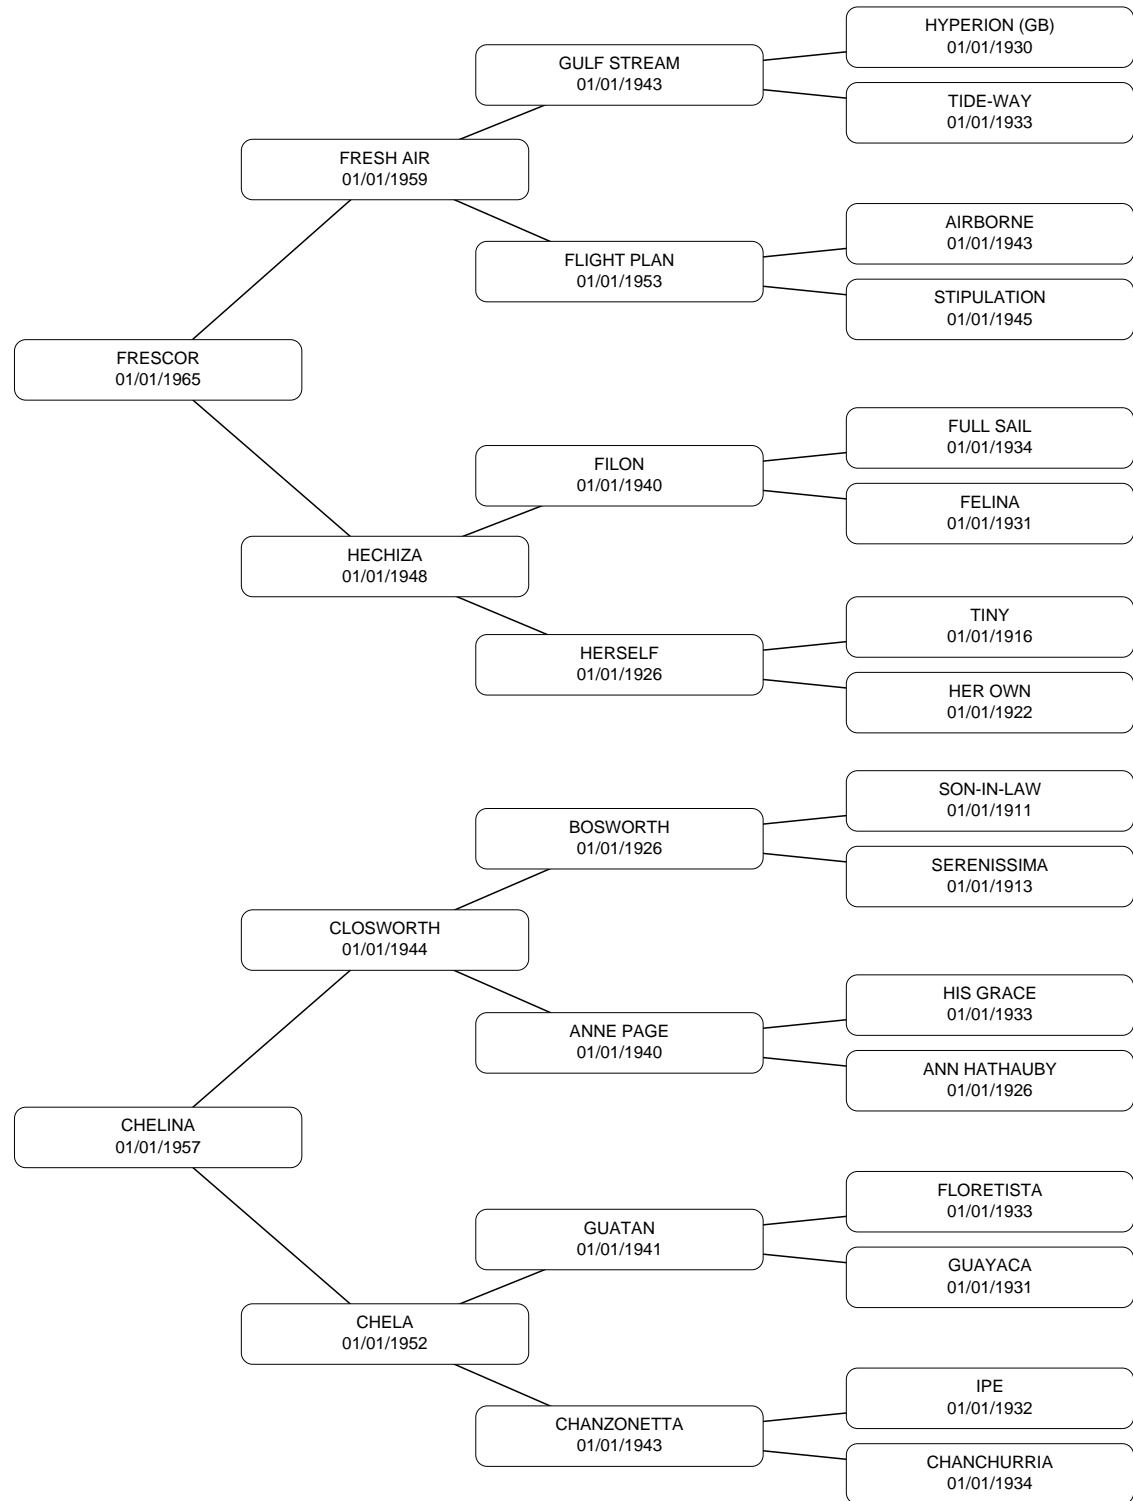 HYPERION (GB)
01/01/1930
GULF STREAM
01/01/1943
TIDE-WAY
01/01/1933
FRESH AIR
01/01/1959
AIRBORNE
01/01/1943
FLIGHT PLAN
01/01/1953
STIPULATION
01/01/1945
FRESCOR
01/01/1965
FULL SAIL
01/01/1934
FILON
01/01/1940
FELINA
01/01/1931
HECHIZA
01/01/1948
TINY
01/01/1916
HERSELF
01/01/1926
HER OWN
01/01/1922
SON-IN-LAW
01/01/1911
BOSWORTH
01/01/1926
SERENISSIMA
01/01/1913
CLOSWORTH
01/01/1944
HIS GRACE
01/01/1933
ANNE PAGE
01/01/1940
ANN HATHAUBY
01/01/1926
CHELINA
01/01/1957
FLORETISTA
01/01/1933
GUATAN
01/01/1941
GUAYACA
01/01/1931
CHELA
01/01/1952
IPE
01/01/1932
CHANZONETTA
01/01/1943
CHANCHURRIA
01/01/1934